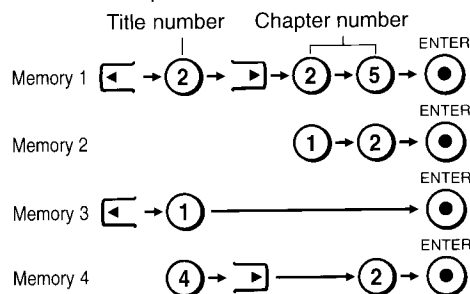 Title number Chapter number
ENTER
Memory 1 ◄ → 2 → ► → 2 → 5 →
ENTER
Memory 2 1 → 2 →
ENTER
Memory 3 ◄ → 1 →
ENTER
Memory 4 4 → ► → 2 →